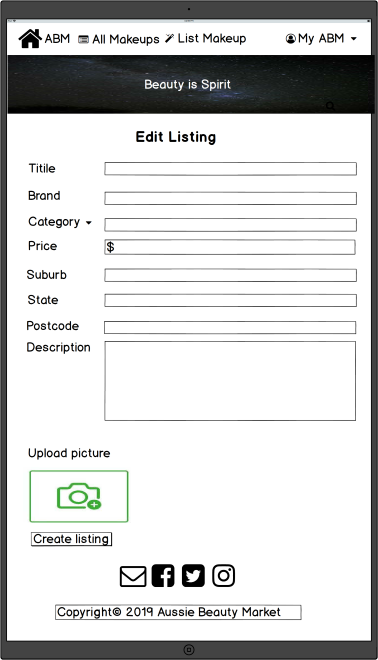 ABM All Makeups List Makeup My ABM
Beauty is Spirit
Edit Listing
Titile
Brand
Category
Price $
Suburb
State
Postcode
Description
Upload picture
Create listing
Copyright© 2019 Aussie Beauty Market